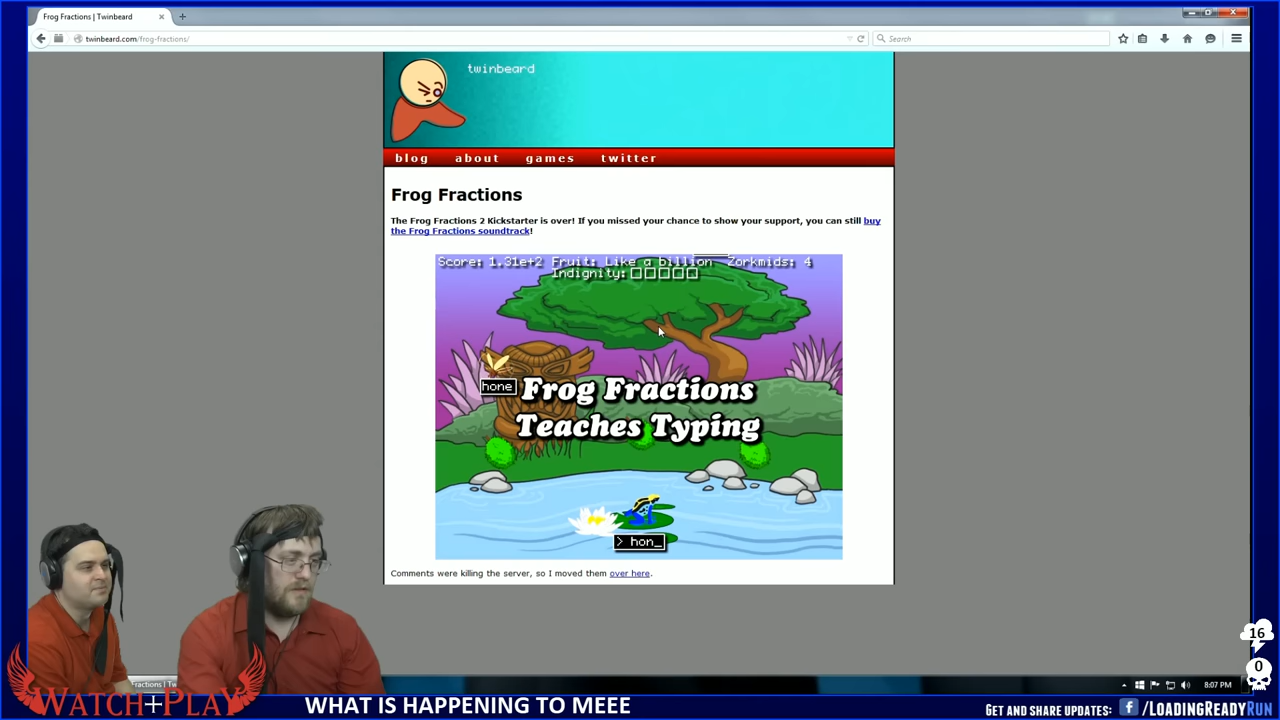 Frog Fractions | Twinbeard
twinbeard.com/frog-fractions/
Search
twinbeard
blog about games twitter
Frog Fractions
The Frog Fractions 2 Kickstarter is over! If you missed your chance to show your support, you can still buy
the Frog Fractions soundtrack!
Score: 1.31e+2 Fruit: Like a billion Zorkmids: 4
Indignity:
hone
Frog Fractions
Teaches Typing
> hon_
Comments were killing the server, so I moved them over here.
16
0
Fractions | Tw
8:07 PM
WATCH+PLAY
WHAT IS HAPPENING TO MEEE
GET AND SHARE UPDATES: f /LOADINGREADYRUN